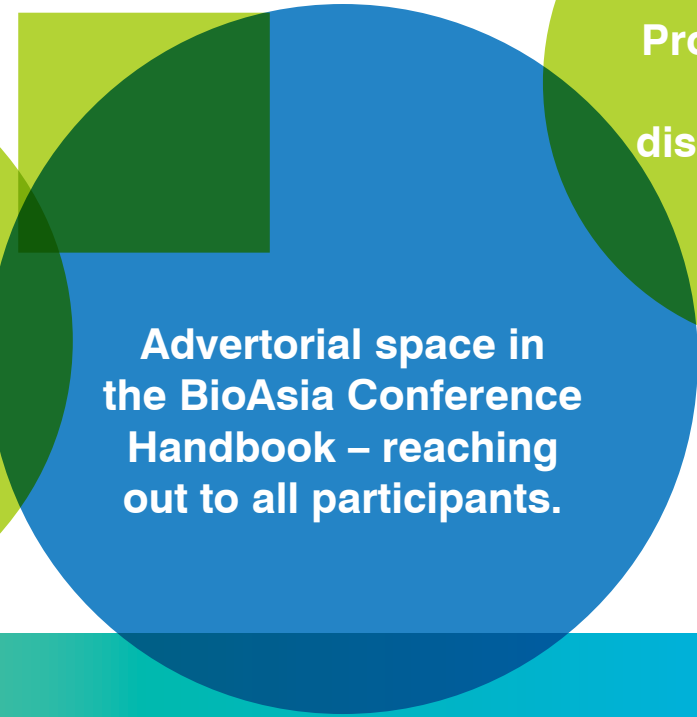 Advertorial space in
the BioAsia Conference
Handbook – reaching
out to all participants.